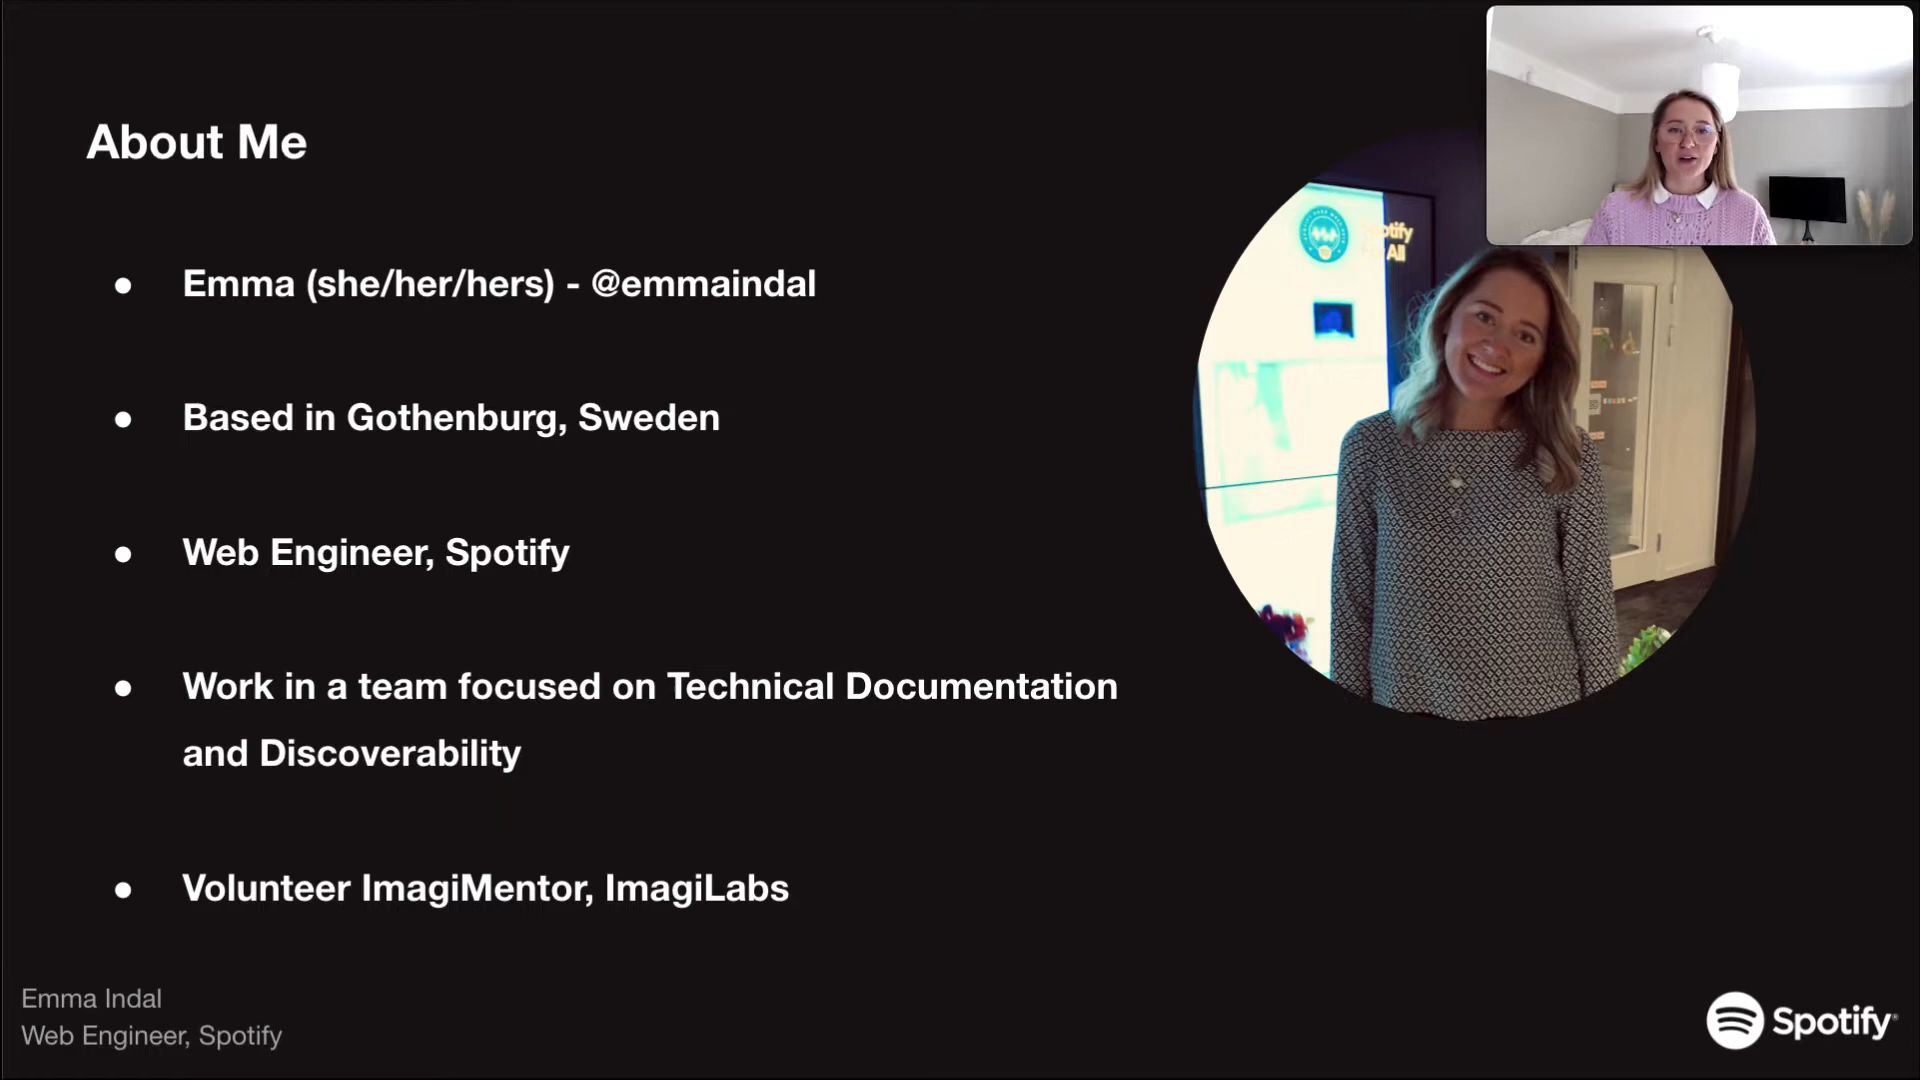 About Me
● Emma (she/her/hers) - @emmaindal
● Based in Gothenburg, Sweden
● Web Engineer, Spotify
● Work in a team focused on Technical Documentation
and Discoverability
● Volunteer ImagiMentor, ImagiLabs
Emma Indal
Web Engineer, Spotify
Spotify